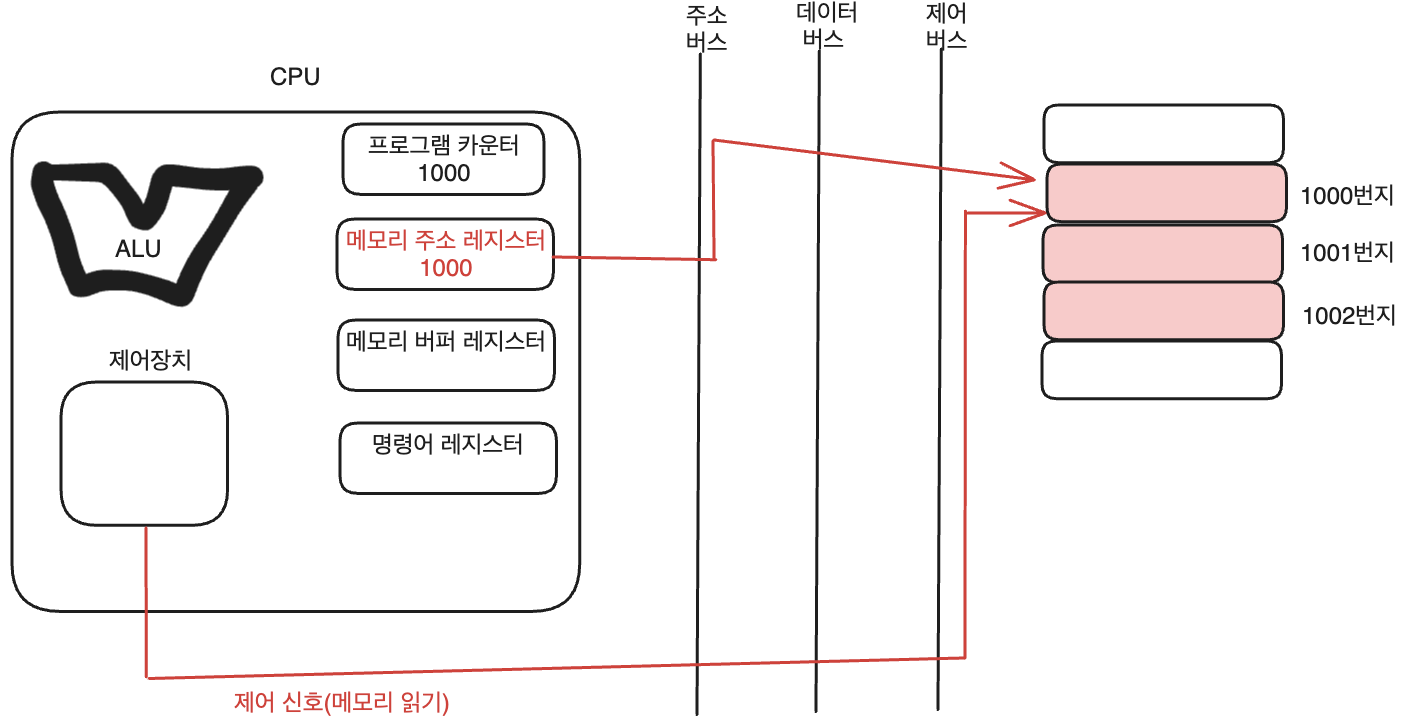 주소
버스
데이터
버스
제어
버스
CPU
프로그램 카운터
1000
메모리 주소 레지스터
1000
ALU
메모리 버퍼 레지스터
제어장치
명령어 레지스터
1000번지
1001번지
1002번지
제어 신호(메모리 읽기)